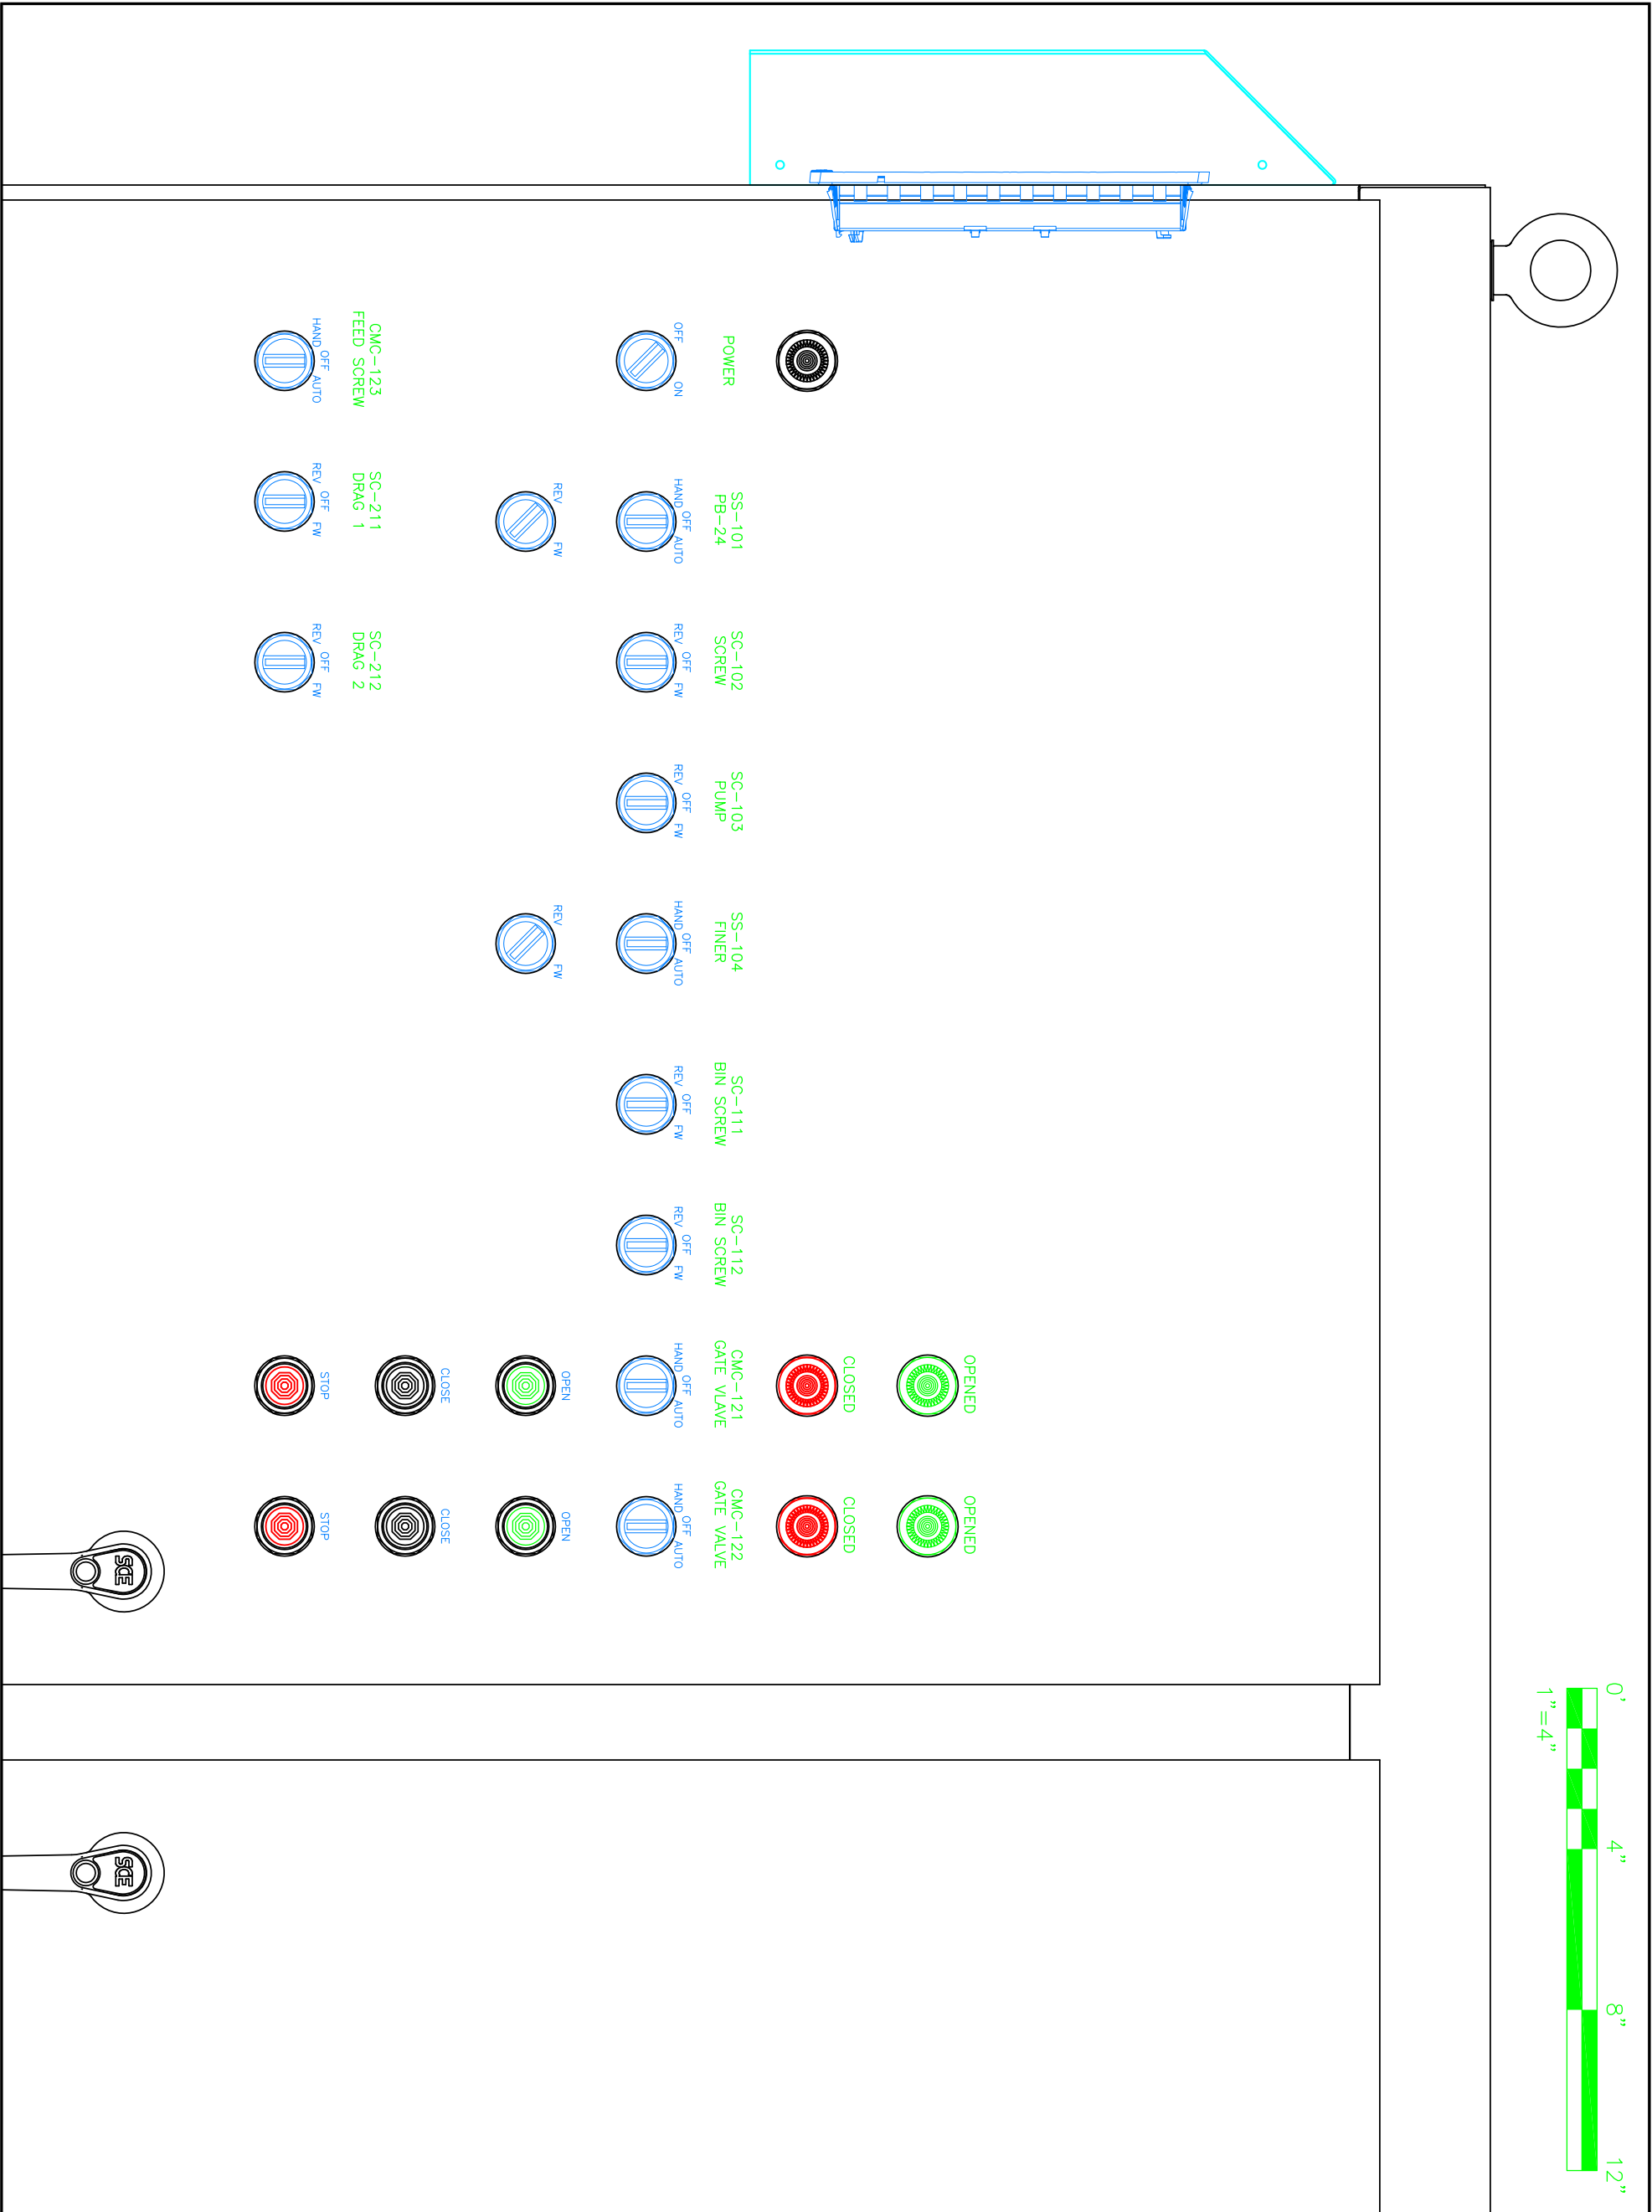 0' 4" 8" 12"
1"=4"
OPENED
OPENED
CLOSED
CLOSED
POWER
SS-101
PB-24
SC-102
SCREW
SC-103
PUMP
SS-104
FINER
SC-111
BIN SCREW
SC-112
BIN SCREW
CMC-121
GATE VLAVE
CMC-122
GATE VALVE
OFF ON
HAND OFF AUTO
REV OFF FW
REV OFF FW
HAND OFF AUTO
REV OFF FW
REV OFF FW
HAND OFF AUTO
HAND OFF AUTO
REV FW
REV FW
OPEN
OPEN
CLOSE
CLOSE
CMC-123
FEED SCREW
SC-211
DRAG 1
SC-212
DRAG 2
HAND OFF AUTO
REV OFF FW
REV OFF FW
STOP
STOP
SCE
SCE